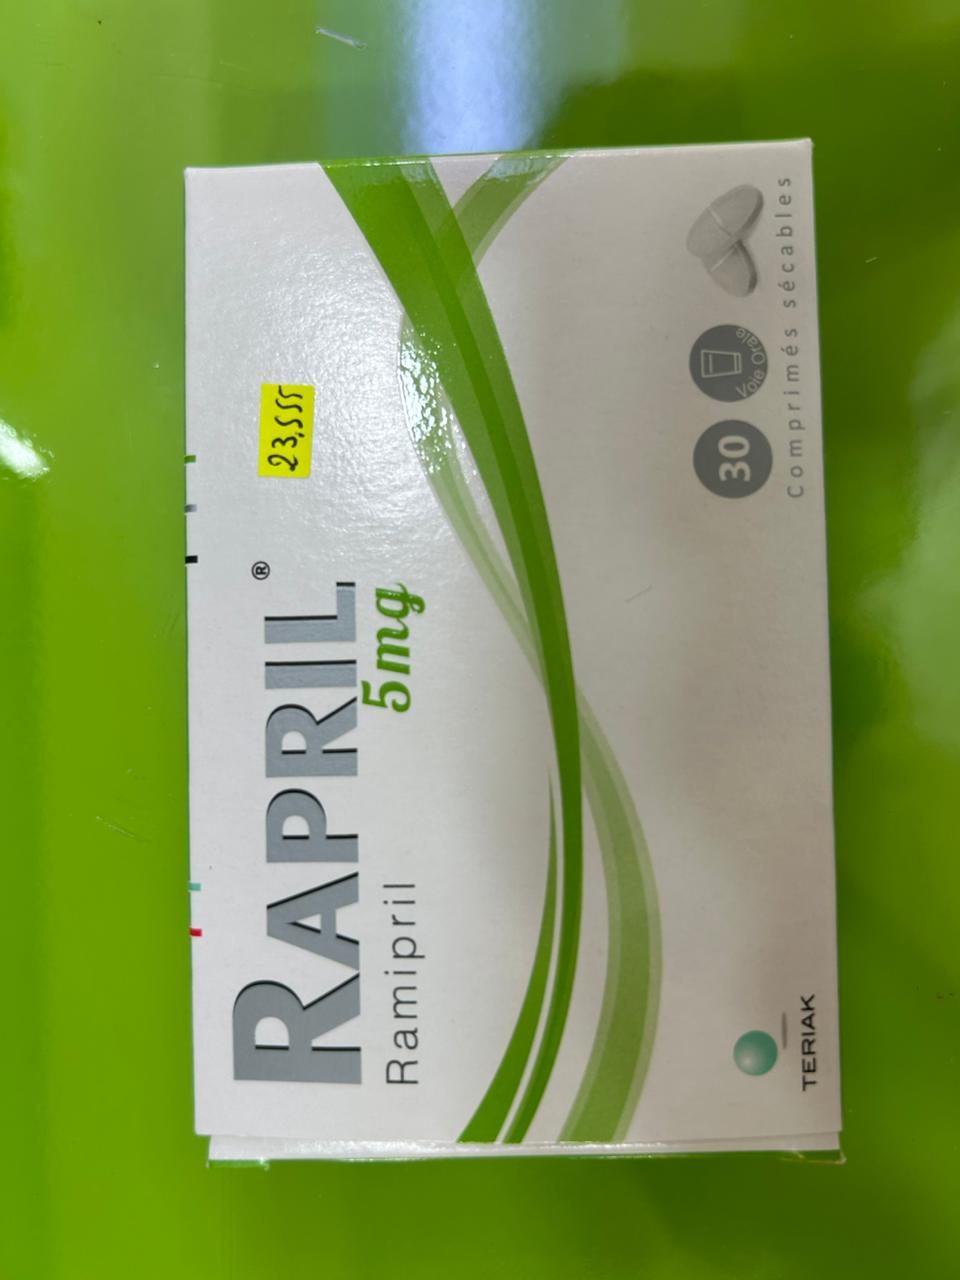 RAPRIL®
23,555
5mg
Ramipril
30
Voie Orale
Comprimés sécables
TERIAK